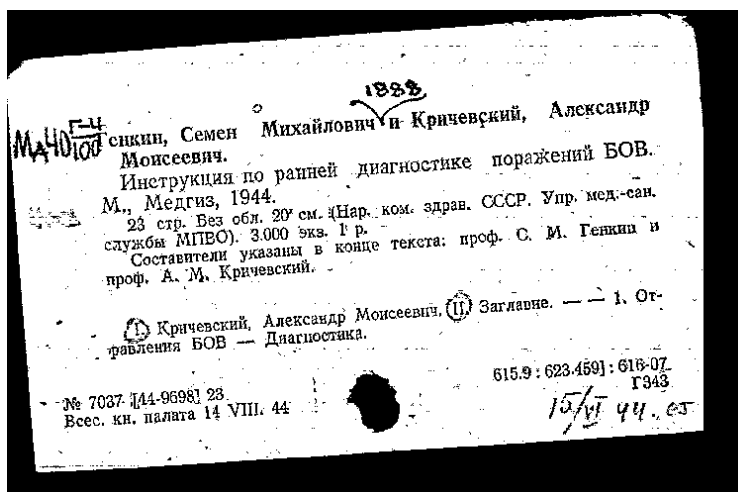 1888
МА40 Г-4/100
Генкин, Семен Михайлович и Кричевский, Александр
Моисеевич.
Инструкция по ранней диагностике поражений БОВ.
М., Медгиз, 1944.
23 стр. Без обл. 20 см. (Нар. ком. здрав. СССР. Упр. мед.-сан.
службы МПВО). 3.000 экз. 1 р.
Составители указаны в конце текста: проф. С. М. Генкин и
проф. А. М. Кричевский.
I. Кричевский, Александр Моисеевич. II. Заглавие. — — 1. От-
равления БОВ — Диагностика.
615.9 : 623.459] : 616-07
Г343
№ 7037 [44-9698] 23
Всес. кн. палата 14 VIII. 44
15/VI 44.